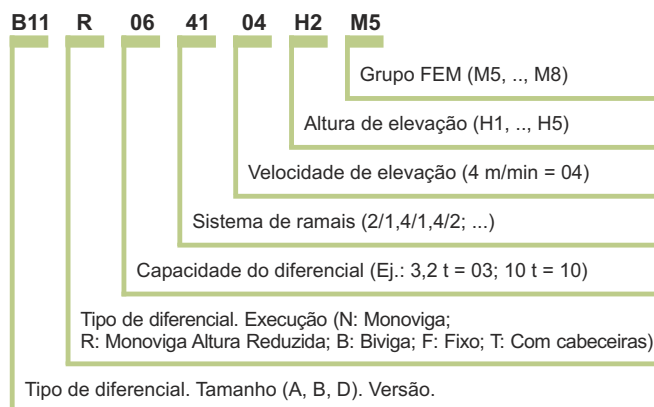 B11 R 06 41 04 H2 M5
Grupo FEM (M5, .., M8)
Altura de elevação (H1, .., H5)
Velocidade de elevação (4 m/min = 04)
Sistema de ramais (2/1,4/1,4/2; ...)
Capacidade do diferencial (Ej.: 3,2 t = 03; 10 t = 10)
Tipo de diferencial. Execução (N: Monoviga;
R: Monoviga Altura Reduzida; B: Biviga; F: Fixo; T: Com cabeceiras)
Tipo de diferencial. Tamanho (A, B, D). Versão.